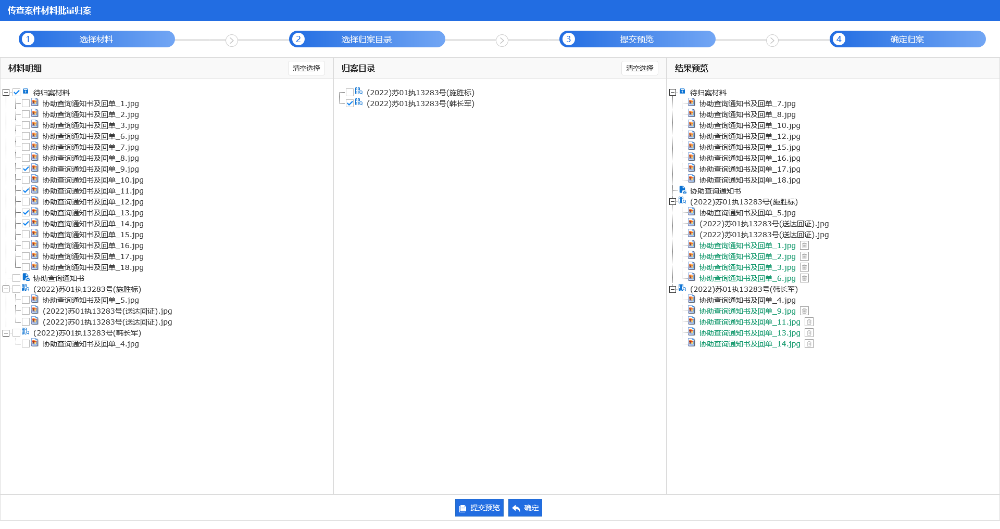 传查案件材料批量归案
1 选择材料
2 选择归案目录
3 提交预览
4 确定归案
材料明细 清空选择
待归案材料
协助查询通知书及回单_1.jpg
协助查询通知书及回单_2.jpg
协助查询通知书及回单_3.jpg
协助查询通知书及回单_6.jpg
协助查询通知书及回单_7.jpg
协助查询通知书及回单_8.jpg
协助查询通知书及回单_9.jpg
协助查询通知书及回单_10.jpg
协助查询通知书及回单_11.jpg
协助查询通知书及回单_12.jpg
协助查询通知书及回单_13.jpg
协助查询通知书及回单_14.jpg
协助查询通知书及回单_15.jpg
协助查询通知书及回单_16.jpg
协助查询通知书及回单_17.jpg
协助查询通知书及回单_18.jpg
协助查询通知书
(2022)苏01执13283号(施胜标)
协助查询通知书及回单_5.jpg
(2022)苏01执13283号(送达回证).jpg
(2022)苏01执13283号(送达回证).jpg
(2022)苏01执13283号(韩长军)
协助查询通知书及回单_4.jpg
归案目录 清空选择
(2022)苏01执13283号(施胜标)
(2022)苏01执13283号(韩长军)
结果预览
待归案材料
协助查询通知书及回单_7.jpg
协助查询通知书及回单_8.jpg
协助查询通知书及回单_10.jpg
协助查询通知书及回单_12.jpg
协助查询通知书及回单_15.jpg
协助查询通知书及回单_16.jpg
协助查询通知书及回单_17.jpg
协助查询通知书及回单_18.jpg
协助查询通知书
(2022)苏01执13283号(施胜标)
协助查询通知书及回单_5.jpg
(2022)苏01执13283号(送达回证).jpg
(2022)苏01执13283号(送达回证).jpg
协助查询通知书及回单_1.jpg
协助查询通知书及回单_2.jpg
协助查询通知书及回单_3.jpg
协助查询通知书及回单_6.jpg
(2022)苏01执13283号(韩长军)
协助查询通知书及回单_4.jpg
协助查询通知书及回单_9.jpg
协助查询通知书及回单_11.jpg
协助查询通知书及回单_13.jpg
协助查询通知书及回单_14.jpg
提交预览 确定